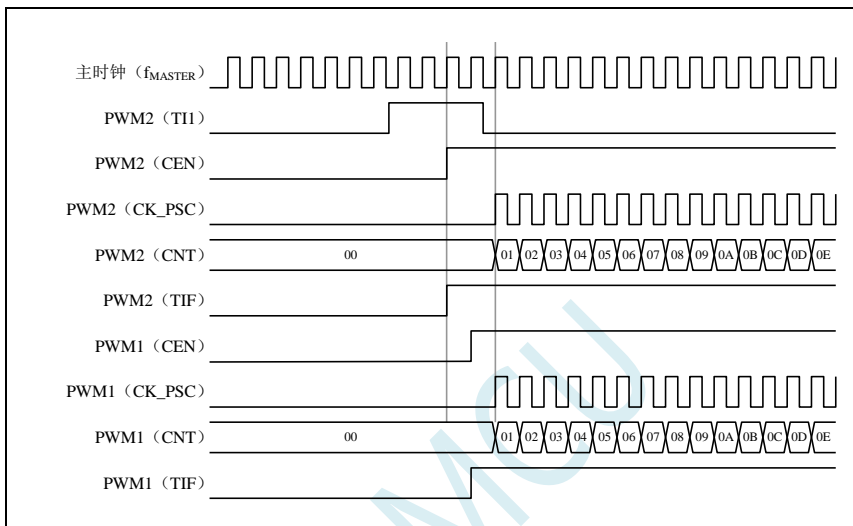 主时钟（fMASTER）
PWM2（TI1）
PWM2（CEN）
PWM2（CK_PSC）
PWM2（CNT） 00 01 02 03 04 05 06 07 08 09 0A 0B 0C 0D 0E
PWM2（TIF）
PWM1（CEN）
PWM1（CK_PSC）
PWM1（CNT） 00 01 02 03 04 05 06 07 08 09 0A 0B 0C 0D 0E
PWM1（TIF）
MCU